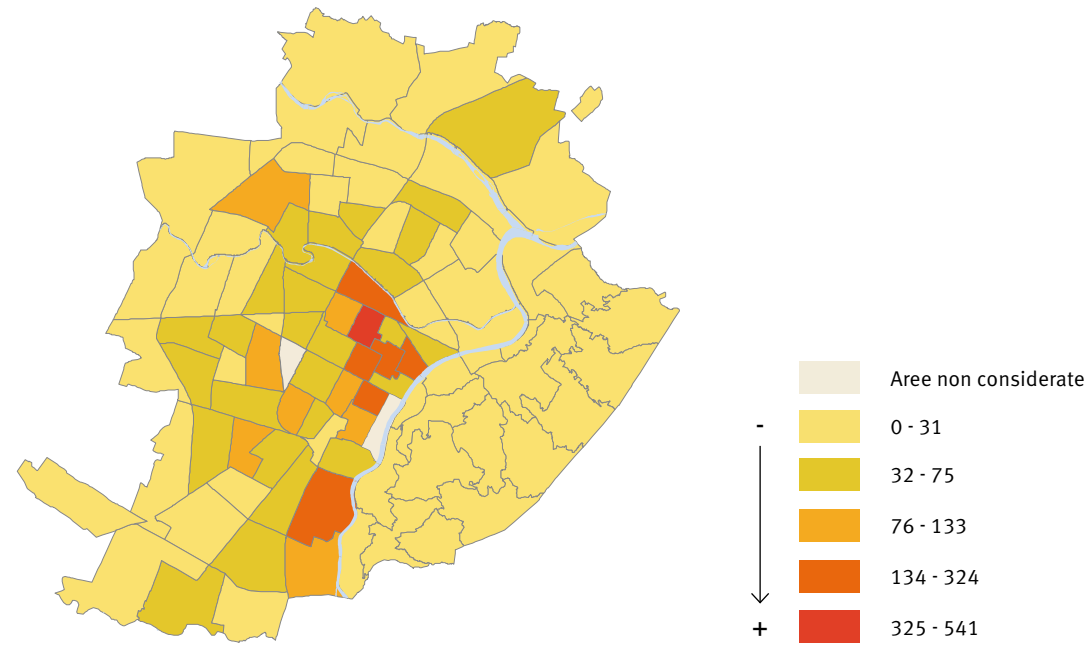 Aree non considerate
- 0 - 31
32 - 75
76 - 133
134 - 324
+ 325 - 541